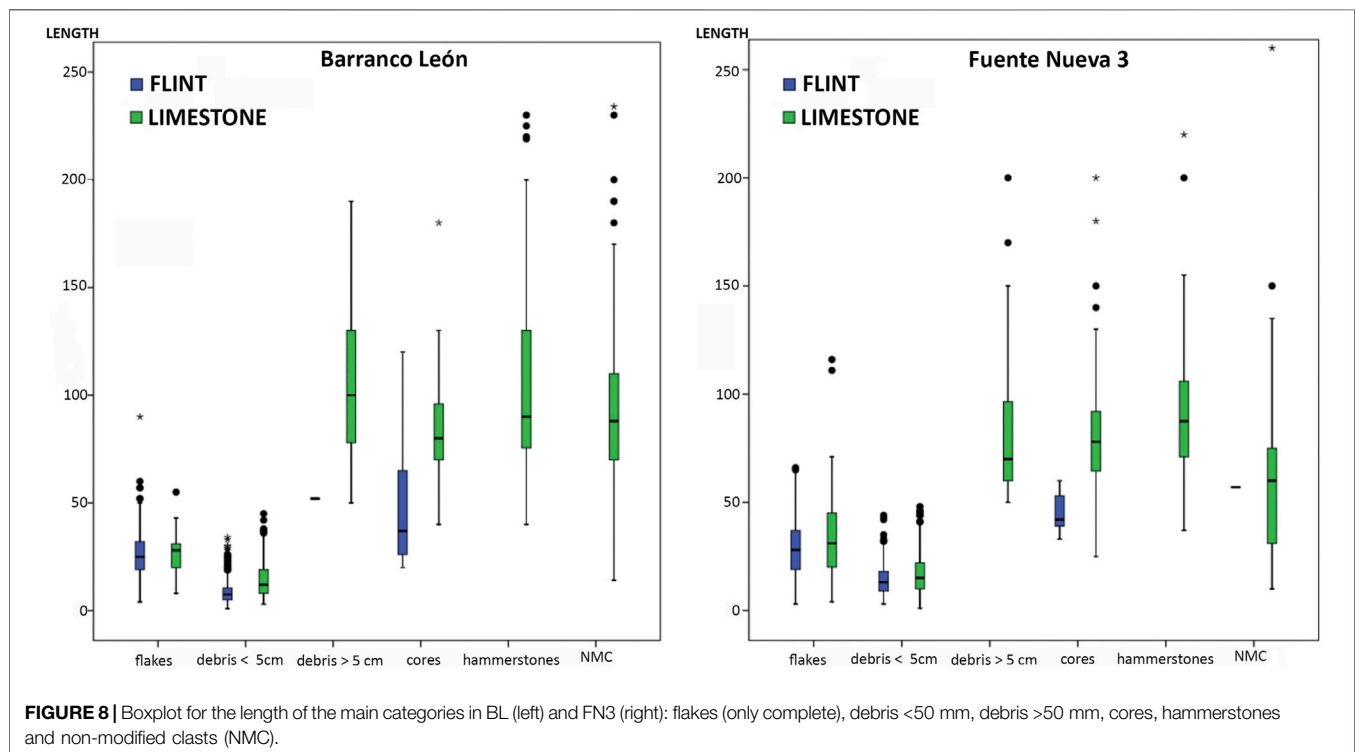 LENGTH
Barranco León
FLINT
LIMESTONE
250
200
150
100
50
0
flakes
debris < 5cm
debris > 5 cm
cores
hammerstones
NMC
LENGTH
Fuente Nueva 3
FLINT
LIMESTONE
250
200
150
100
50
0
flakes
debris < 5cm
debris > 5 cm
cores
hammerstones
NMC
FIGURE 8 | Boxplot for the length of the main categories in BL (left) and FN3 (right): flakes (only complete), debris <50 mm, debris >50 mm, cores, hammerstones
and non-modified clasts (NMC).